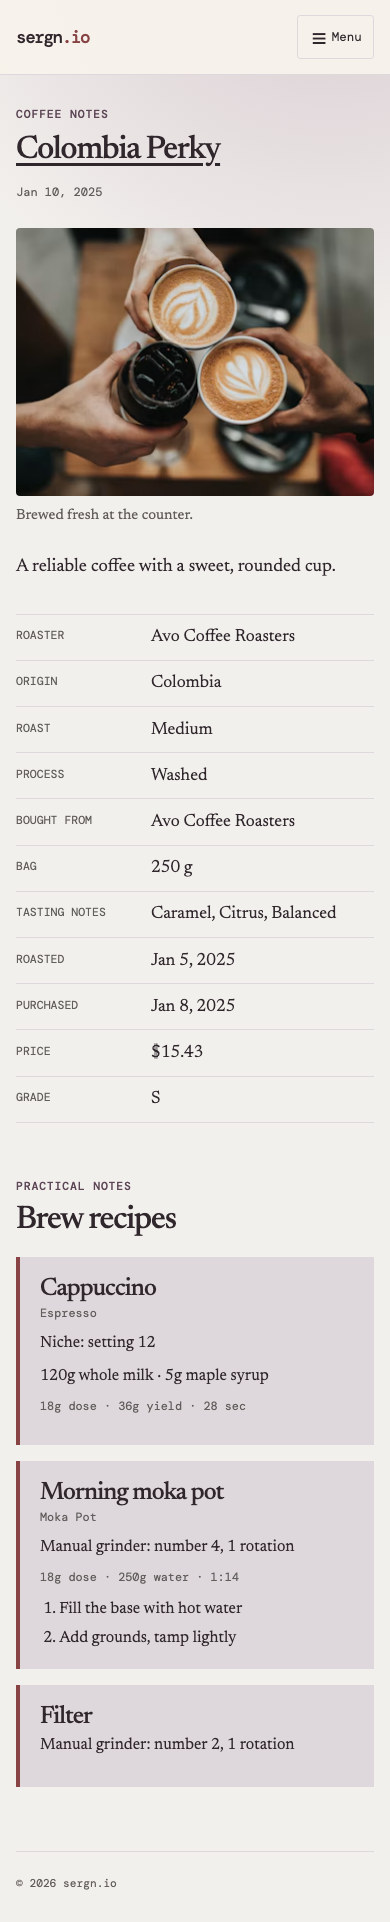 sergn.io
Menu
COFFEE NOTES
Colombia Perky
Jan 10, 2025
Brewed fresh at the counter.
A reliable coffee with a sweet, rounded cup.
ROASTER Avo Coffee Roasters
ORIGIN Colombia
ROAST Medium
PROCESS Washed
BOUGHT FROM Avo Coffee Roasters
BAG 250 g
TASTING NOTES Caramel, Citrus, Balanced
ROASTED Jan 5, 2025
PURCHASED Jan 8, 2025
PRICE $15.43
GRADE S
PRACTICAL NOTES
Brew recipes
Cappuccino
Espresso
Niche: setting 12
120g whole milk · 5g maple syrup
18g dose · 36g yield · 28 sec
Morning moka pot
Moka Pot
Manual grinder: number 4, 1 rotation
18g dose · 250g water · 1:14
1. Fill the base with hot water
2. Add grounds, tamp lightly
Filter
Manual grinder: number 2, 1 rotation
© 2026 sergn.io